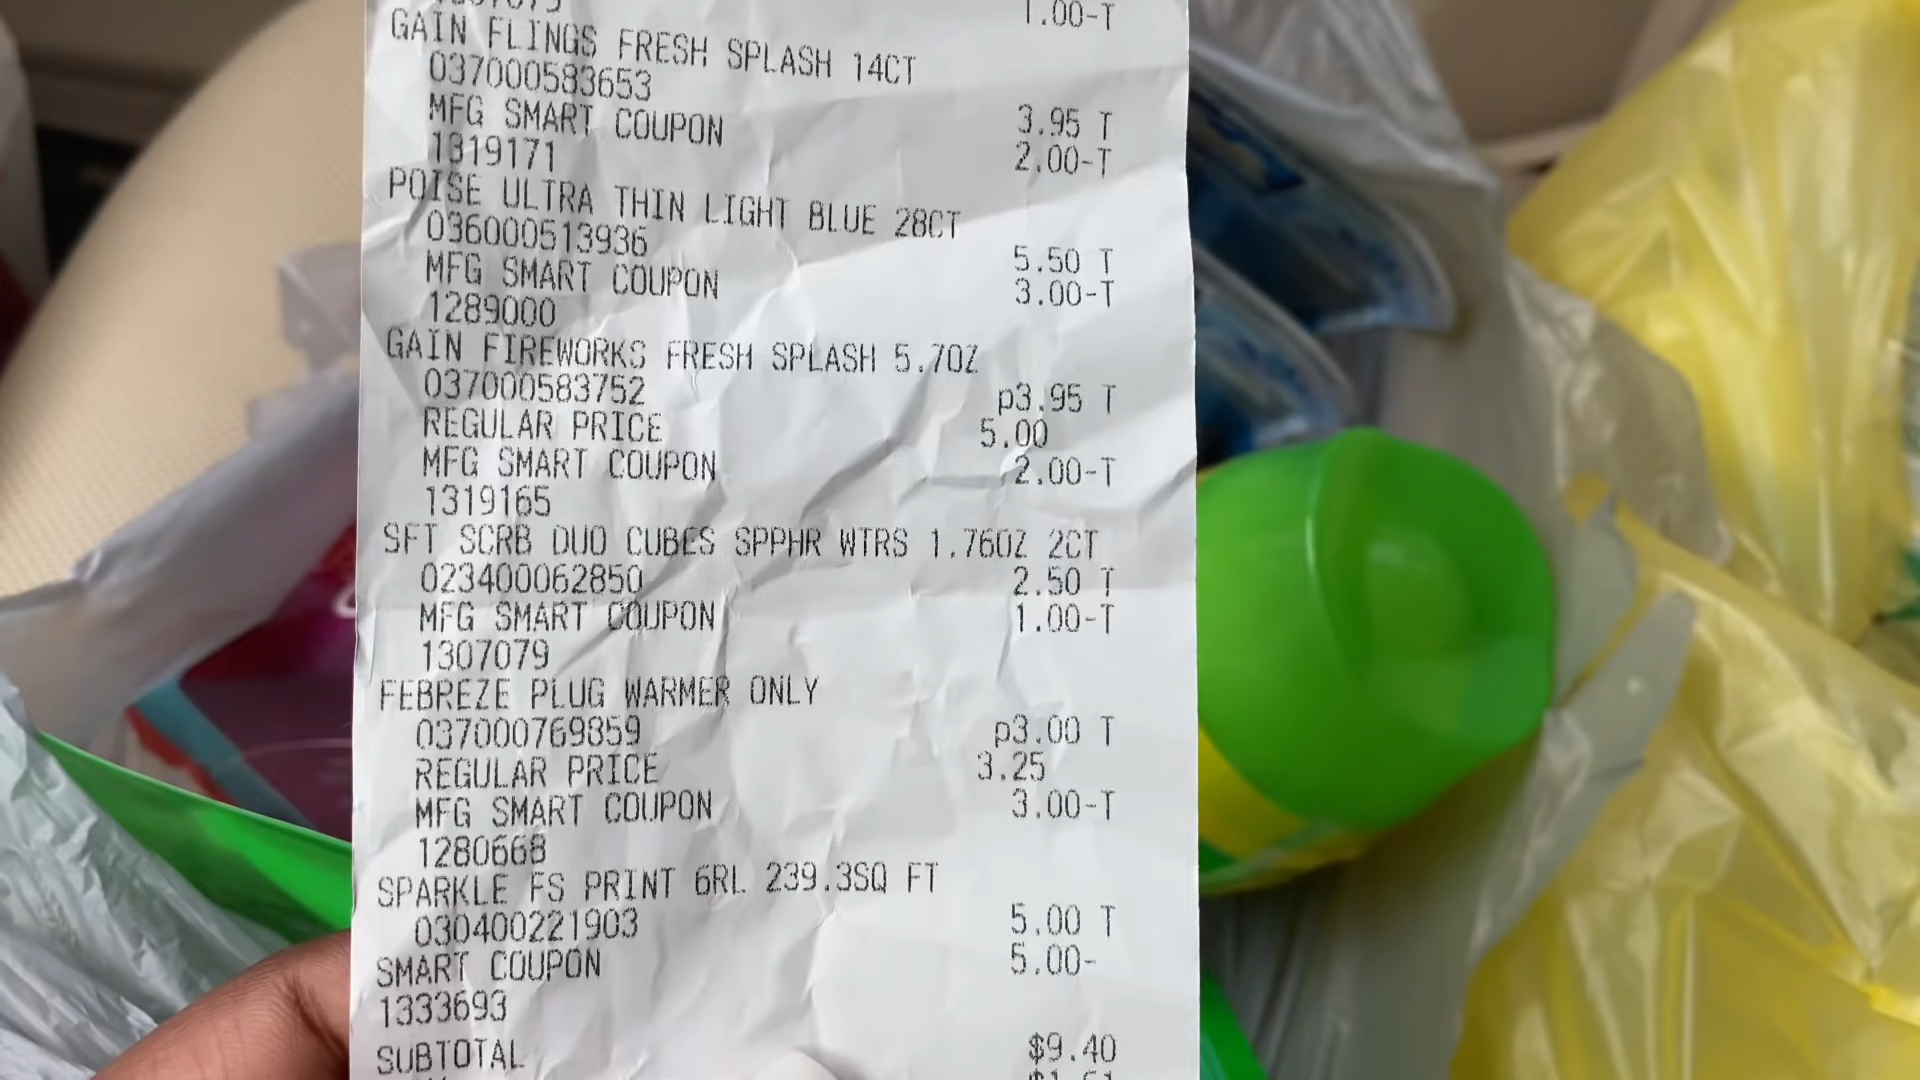 1.00-T
GAIN FLINGS FRESH SPLASH 14CT
037000583653
3.95 T
MFG SMART COUPON
2.00-T
1319171
POISE ULTRA THIN LIGHT BLUE 28CT
036000513936
5.50 T
MFG SMART COUPON
3.00-T
1289000
GAIN FIREWORKS FRESH SPLASH 5.7OZ
037000583752 p3.95 T
REGULAR PRICE 5.00
MFG SMART COUPON 2.00-T
1319165
SFT SCRB DUO CUBES SPPHR WTRS 1.76OZ 2CT
023400062850 2.50 T
MFG SMART COUPON 1.00-T
1307079
FEBREZE PLUG WARMER ONLY
037000769859 p3.00 T
REGULAR PRICE 3.25
MFG SMART COUPON 3.00-T
1280668
SPARKLE FS PRINT 6RL 239.3SQ FT
030400221903 5.00 T
SMART COUPON 5.00-
1333693
SUBTOTAL $9.40